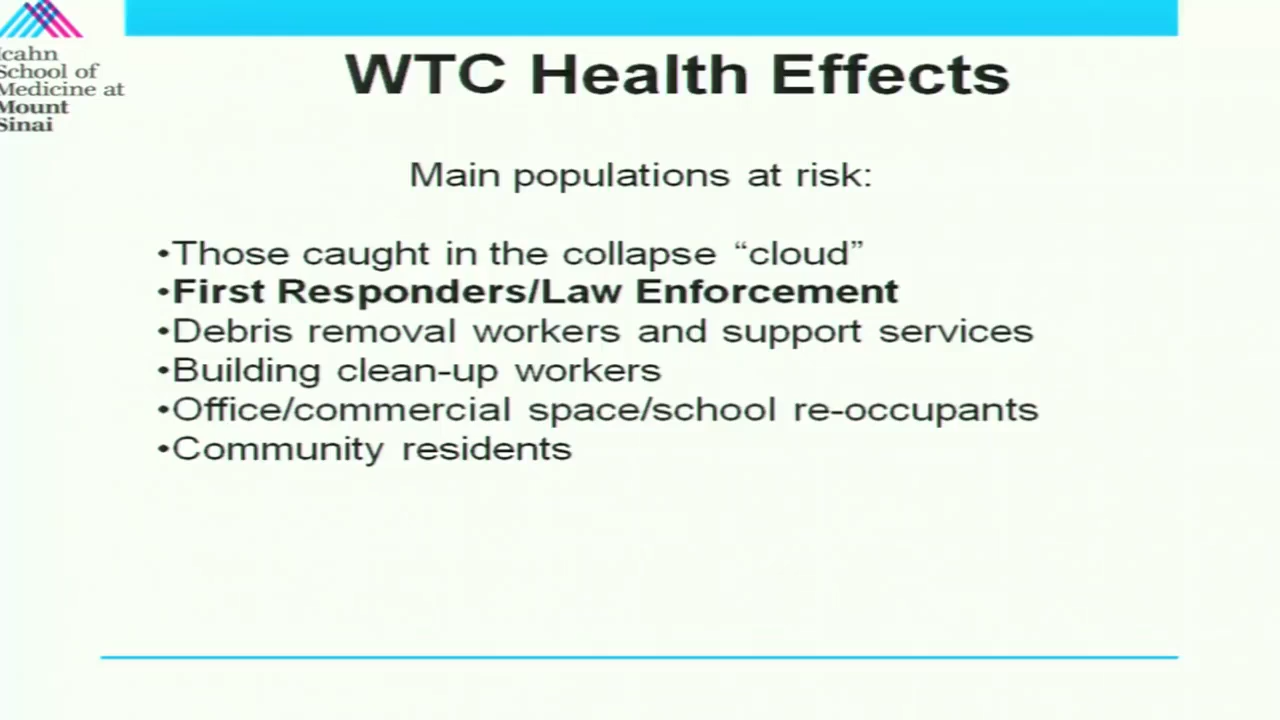 Icahn
School of
Medicine at
Mount
Sinai
WTC Health Effects
Main populations at risk:
•Those caught in the collapse “cloud”
•First Responders/Law Enforcement
•Debris removal workers and support services
•Building clean-up workers
•Office/commercial space/school re-occupants
•Community residents